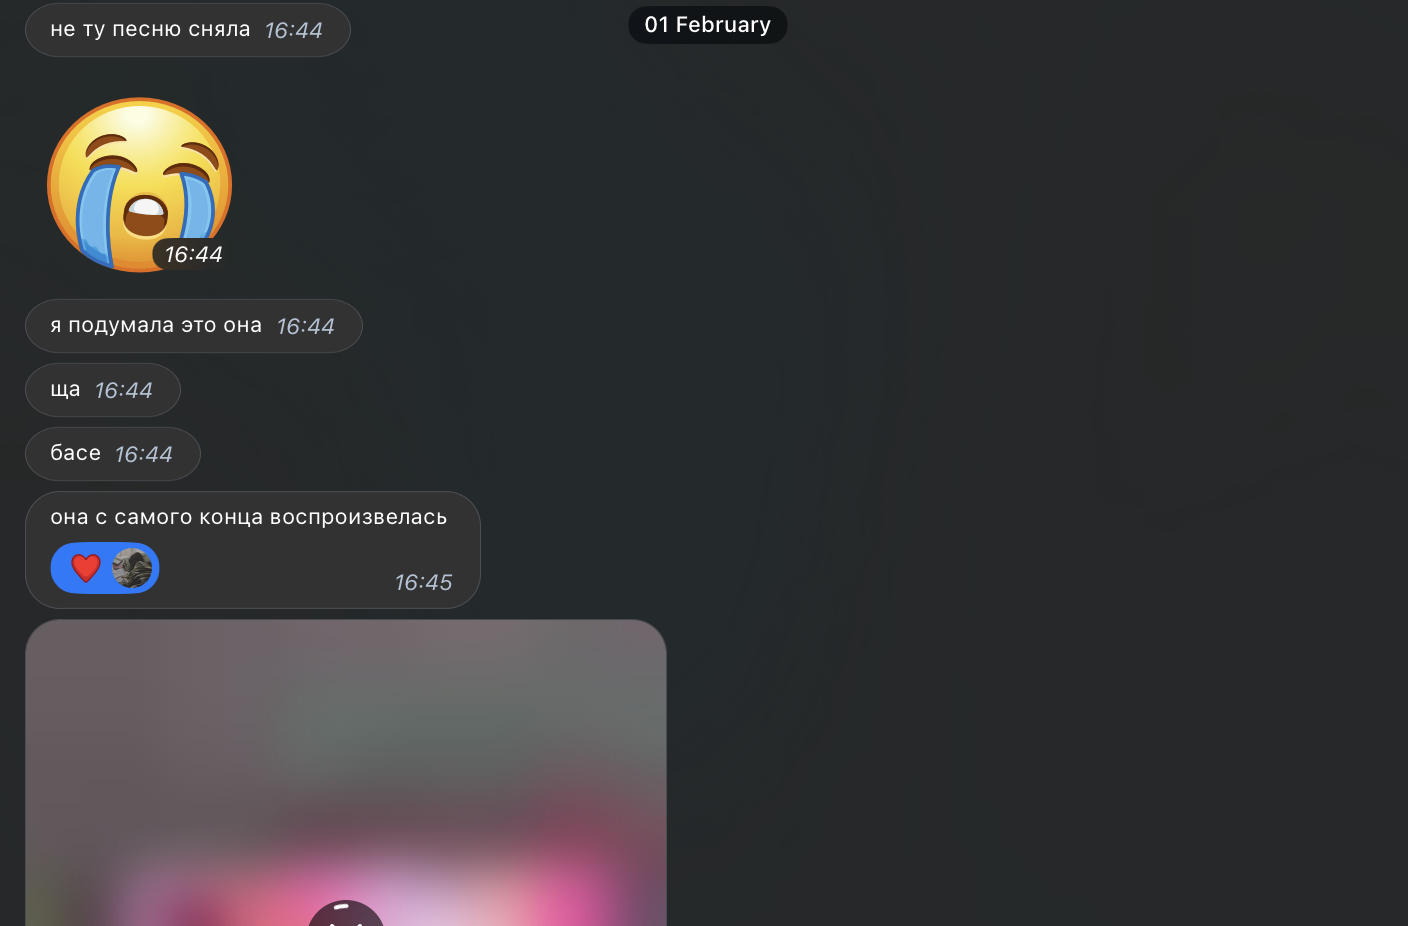 01 February
не ту песню сняла 16:44
16:44
я подумала это она 16:44
ща 16:44
басе 16:44
она с самого конца воспроизвелась
16:45